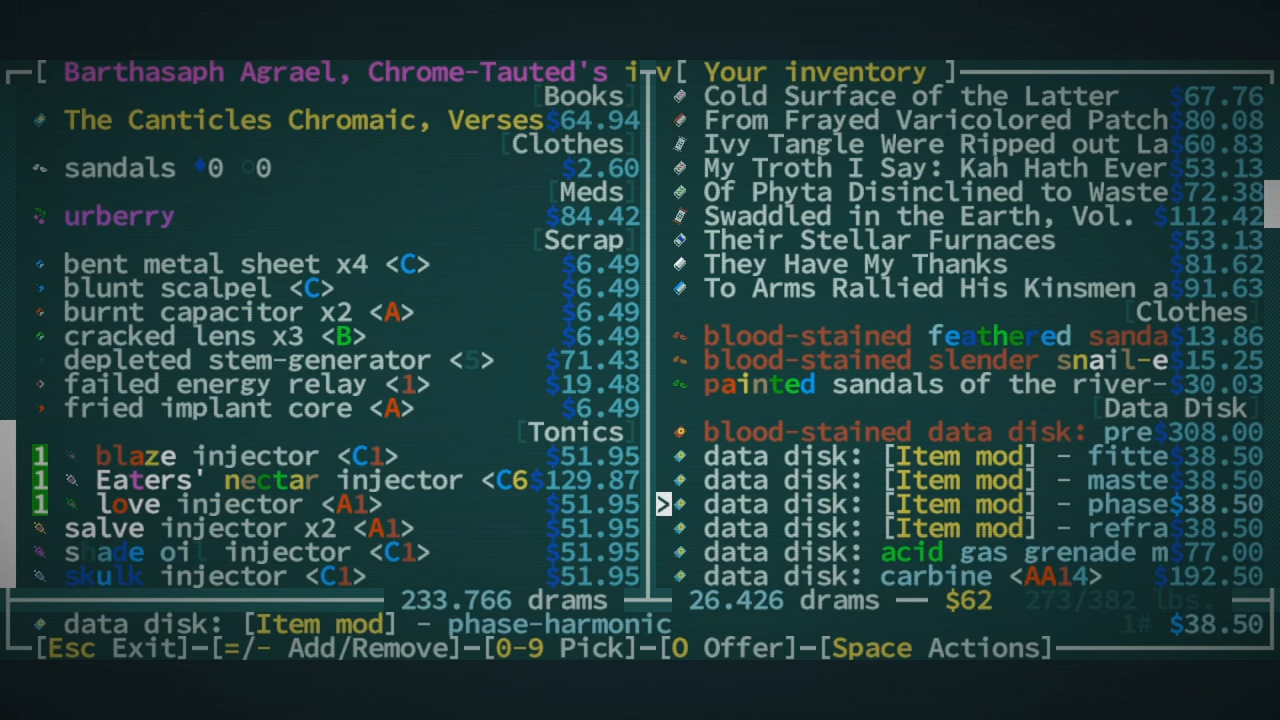 [ Barthasaph Agrael, Chrome-Tauted's inv[ Your inventory ]
[Books]
The Canticles Chromaic, Verses $64.94
[Clothes]
sandals ♦0 ○0 $2.60
[Meds]
urberry $84.42
[Scrap]
bent metal sheet x4 <C> $6.49
blunt scalpel <C> $6.49
burnt capacitor x2 <A> $6.49
cracked lens x3 <B> $6.49
depleted stem-generator <5> $71.43
failed energy relay <1> $19.48
fried implant core <A> $6.49
[Tonics]
1 blaze injector <C1> $51.95
1 Eaters' nectar injector <C6 $129.87
1 love injector <A1> $51.95
salve injector x2 <A1> $51.95
shade oil injector <C1> $51.95
skulk injector <C1> $51.95
Cold Surface of the Latter $67.76
From Frayed Varicolored Patch $80.08
Ivy Tangle Were Ripped out La $60.83
My Troth I Say: Kah Hath Ever $53.13
Of Phyta Disinclined to Waste $72.38
Swaddled in the Earth, Vol. $112.42
Their Stellar Furnaces $53.13
They Have My Thanks $81.62
To Arms Rallied His Kinsmen a $91.63
[Clothes]
blood-stained feathered sanda $13.86
blood-stained slender snail-e $15.25
painted sandals of the river- $30.03
[Data Disk]
blood-stained data disk: pre $308.00
data disk: [Item mod] - fitte $38.50
data disk: [Item mod] - maste $38.50
> data disk: [Item mod] - phase $38.50
data disk: [Item mod] - refra $38.50
data disk: acid gas grenade m $77.00
data disk: carbine <AA14> $192.50
233.766 drams 26.426 drams — $62 273/382 lbs.
data disk: [Item mod] - phase-harmonic 1# $38.50
[Esc Exit]-[=/- Add/Remove]-[0-9 Pick]-[O Offer]-[Space Actions]